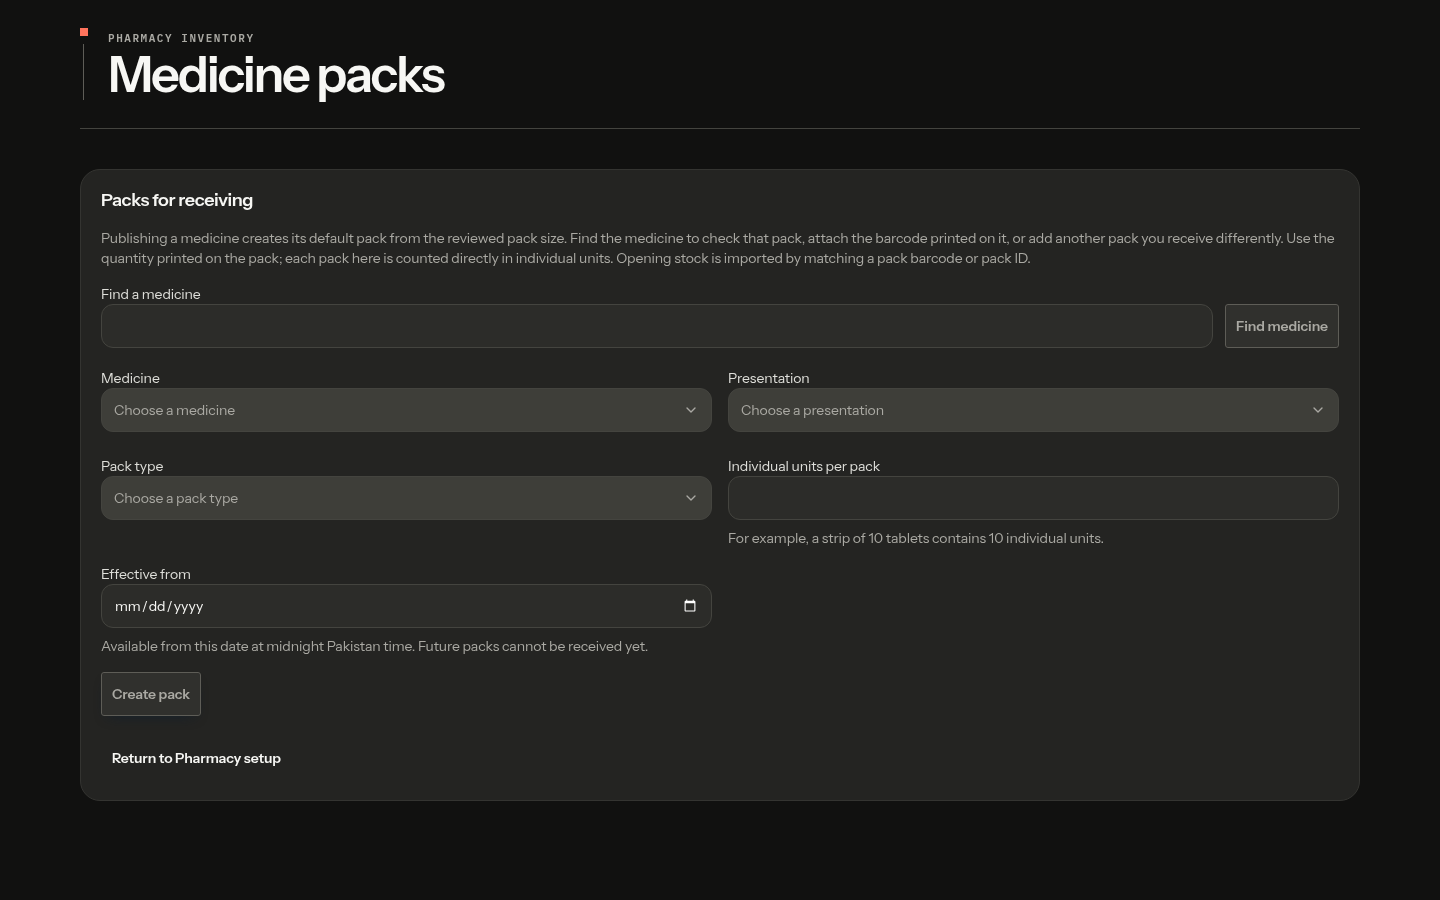 PHARMACY INVENTORY
Medicine packs
Packs for receiving
Publishing a medicine creates its default pack from the reviewed pack size. Find the medicine to check that pack, attach the barcode printed on it, or add another pack you receive differently. Use the
quantity printed on the pack; each pack here is counted directly in individual units. Opening stock is imported by matching a pack barcode or pack ID.
Find a medicine
Find medicine
Medicine
Presentation
Choose a medicine
Choose a presentation
Pack type
Individual units per pack
Choose a pack type
For example, a strip of 10 tablets contains 10 individual units.
Effective from
mm/dd/yyyy
Available from this date at midnight Pakistan time. Future packs cannot be received yet.
Create pack
Return to Pharmacy setup